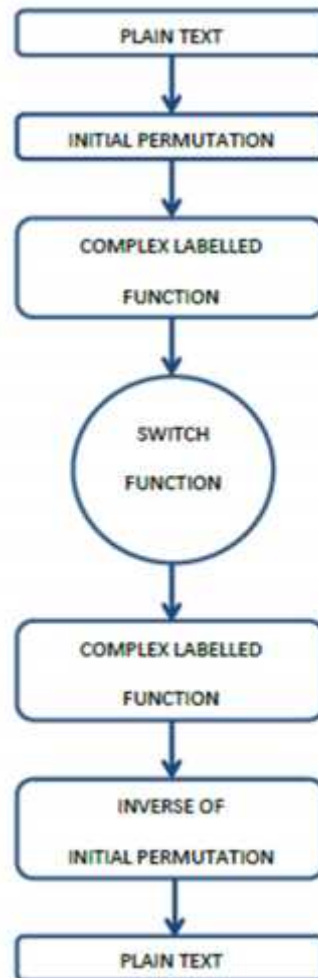 PLAIN TEXT
INITIAL PERMUTATION
COMPLEX LABELLED
FUNCTION
SWITCH
FUNCTION
COMPLEX LABELLED
FUNCTION
INVERSE OF
INITIAL PERMUTATION
PLAIN TEXT